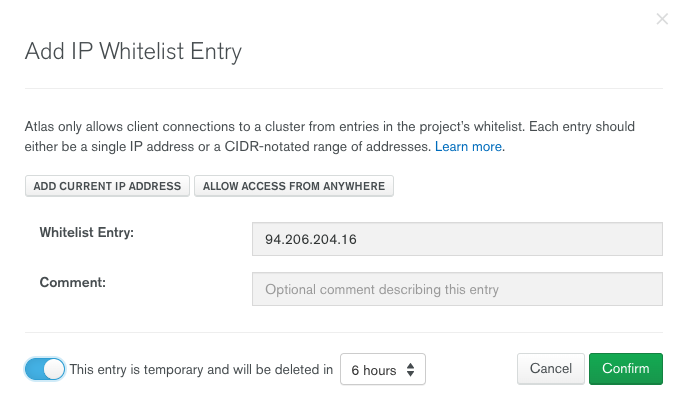 Add IP Whitelist Entry
Atlas only allows client connections to a cluster from entries in the project's whitelist. Each entry should
either be a single IP address or a CIDR-notated range of addresses. Learn more.
ADD CURRENT IP ADDRESS ALLOW ACCESS FROM ANYWHERE
Whitelist Entry: 94.206.204.16
Comment: Optional comment describing this entry
This entry is temporary and will be deleted in 6 hours Cancel Confirm